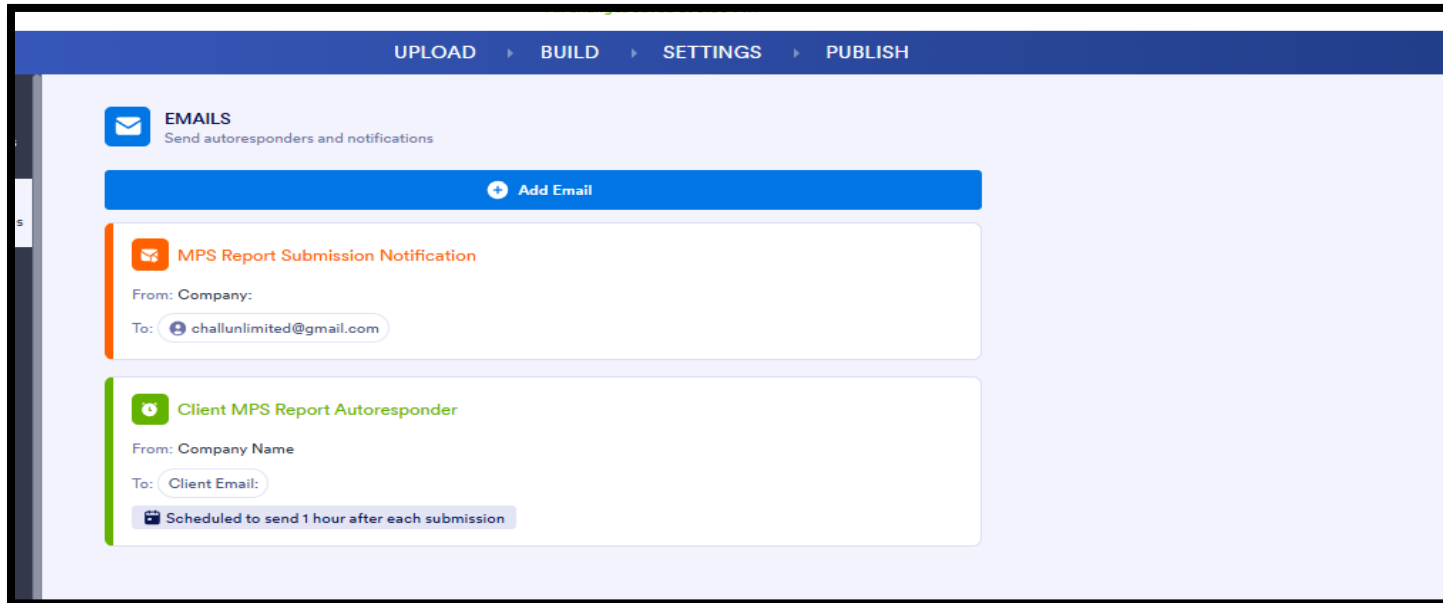 UPLOAD BUILD SETTINGS PUBLISH
EMAILS
Send autoresponders and notifications
Add Email
MPS Report Submission Notification
From: Company:
To: challunlimited@gmail.com
Client MPS Report Autoresponder
From: Company Name
To: Client Email:
Scheduled to send 1 hour after each submission